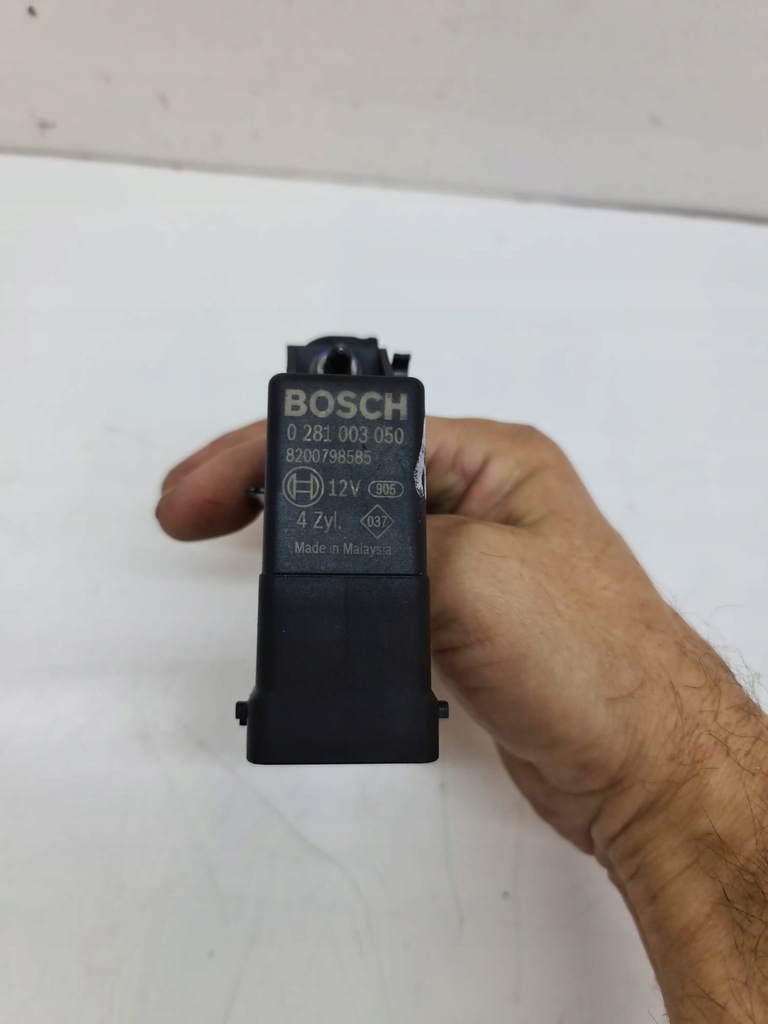 BOSCH
0 281 003 050
8200798585
12V 905
4 Zyl. 037
Made in Malaysia